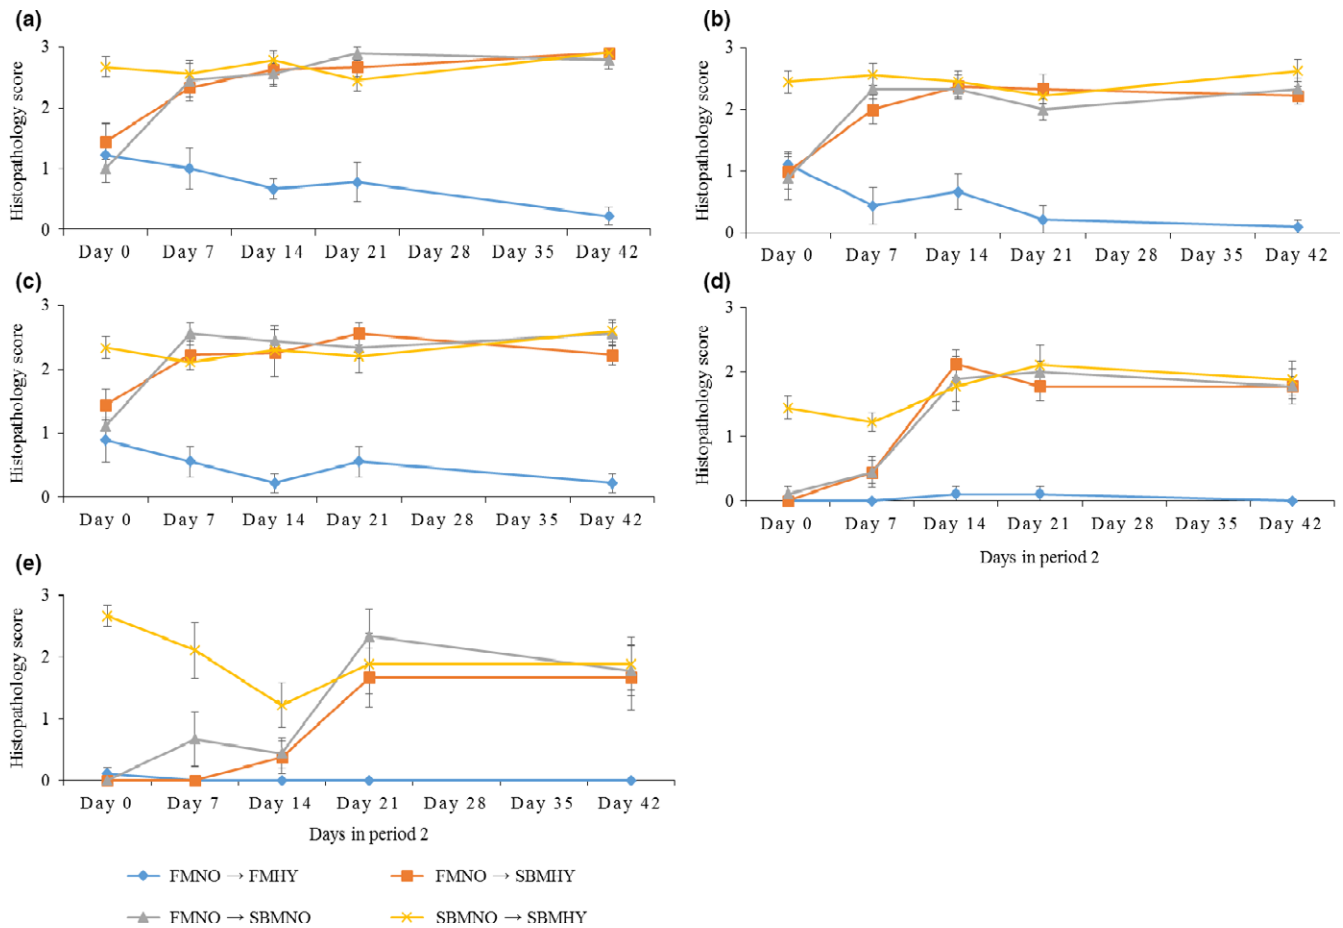 (a)
Histopathology score
3
2
1
0
Day 0 Day 7 Day 14 Day 21 Day 28 Day 35 Day 42
(b)
Histopathology score
3
2
1
0
Day 0 Day 7 Day 14 Day 21 Day 28 Day 35 Day 42
(c)
Histopathology score
3
2
1
0
Day 0 Day 7 Day 14 Day 21 Day 28 Day 35 Day 42
(d)
Histopathology score
3
2
1
0
Day 0 Day 7 Day 14 Day 21 Day 28 Day 35 Day 42
Days in period 2
(e)
Histopathology score
3
2
1
0
Day 0 Day 7 Day 14 Day 21 Day 28 Day 35 Day 42
Days in period 2
FMNO → FMHY
FMNO → SBMHY
FMNO → SBMNO
SBMNO → SBMHY